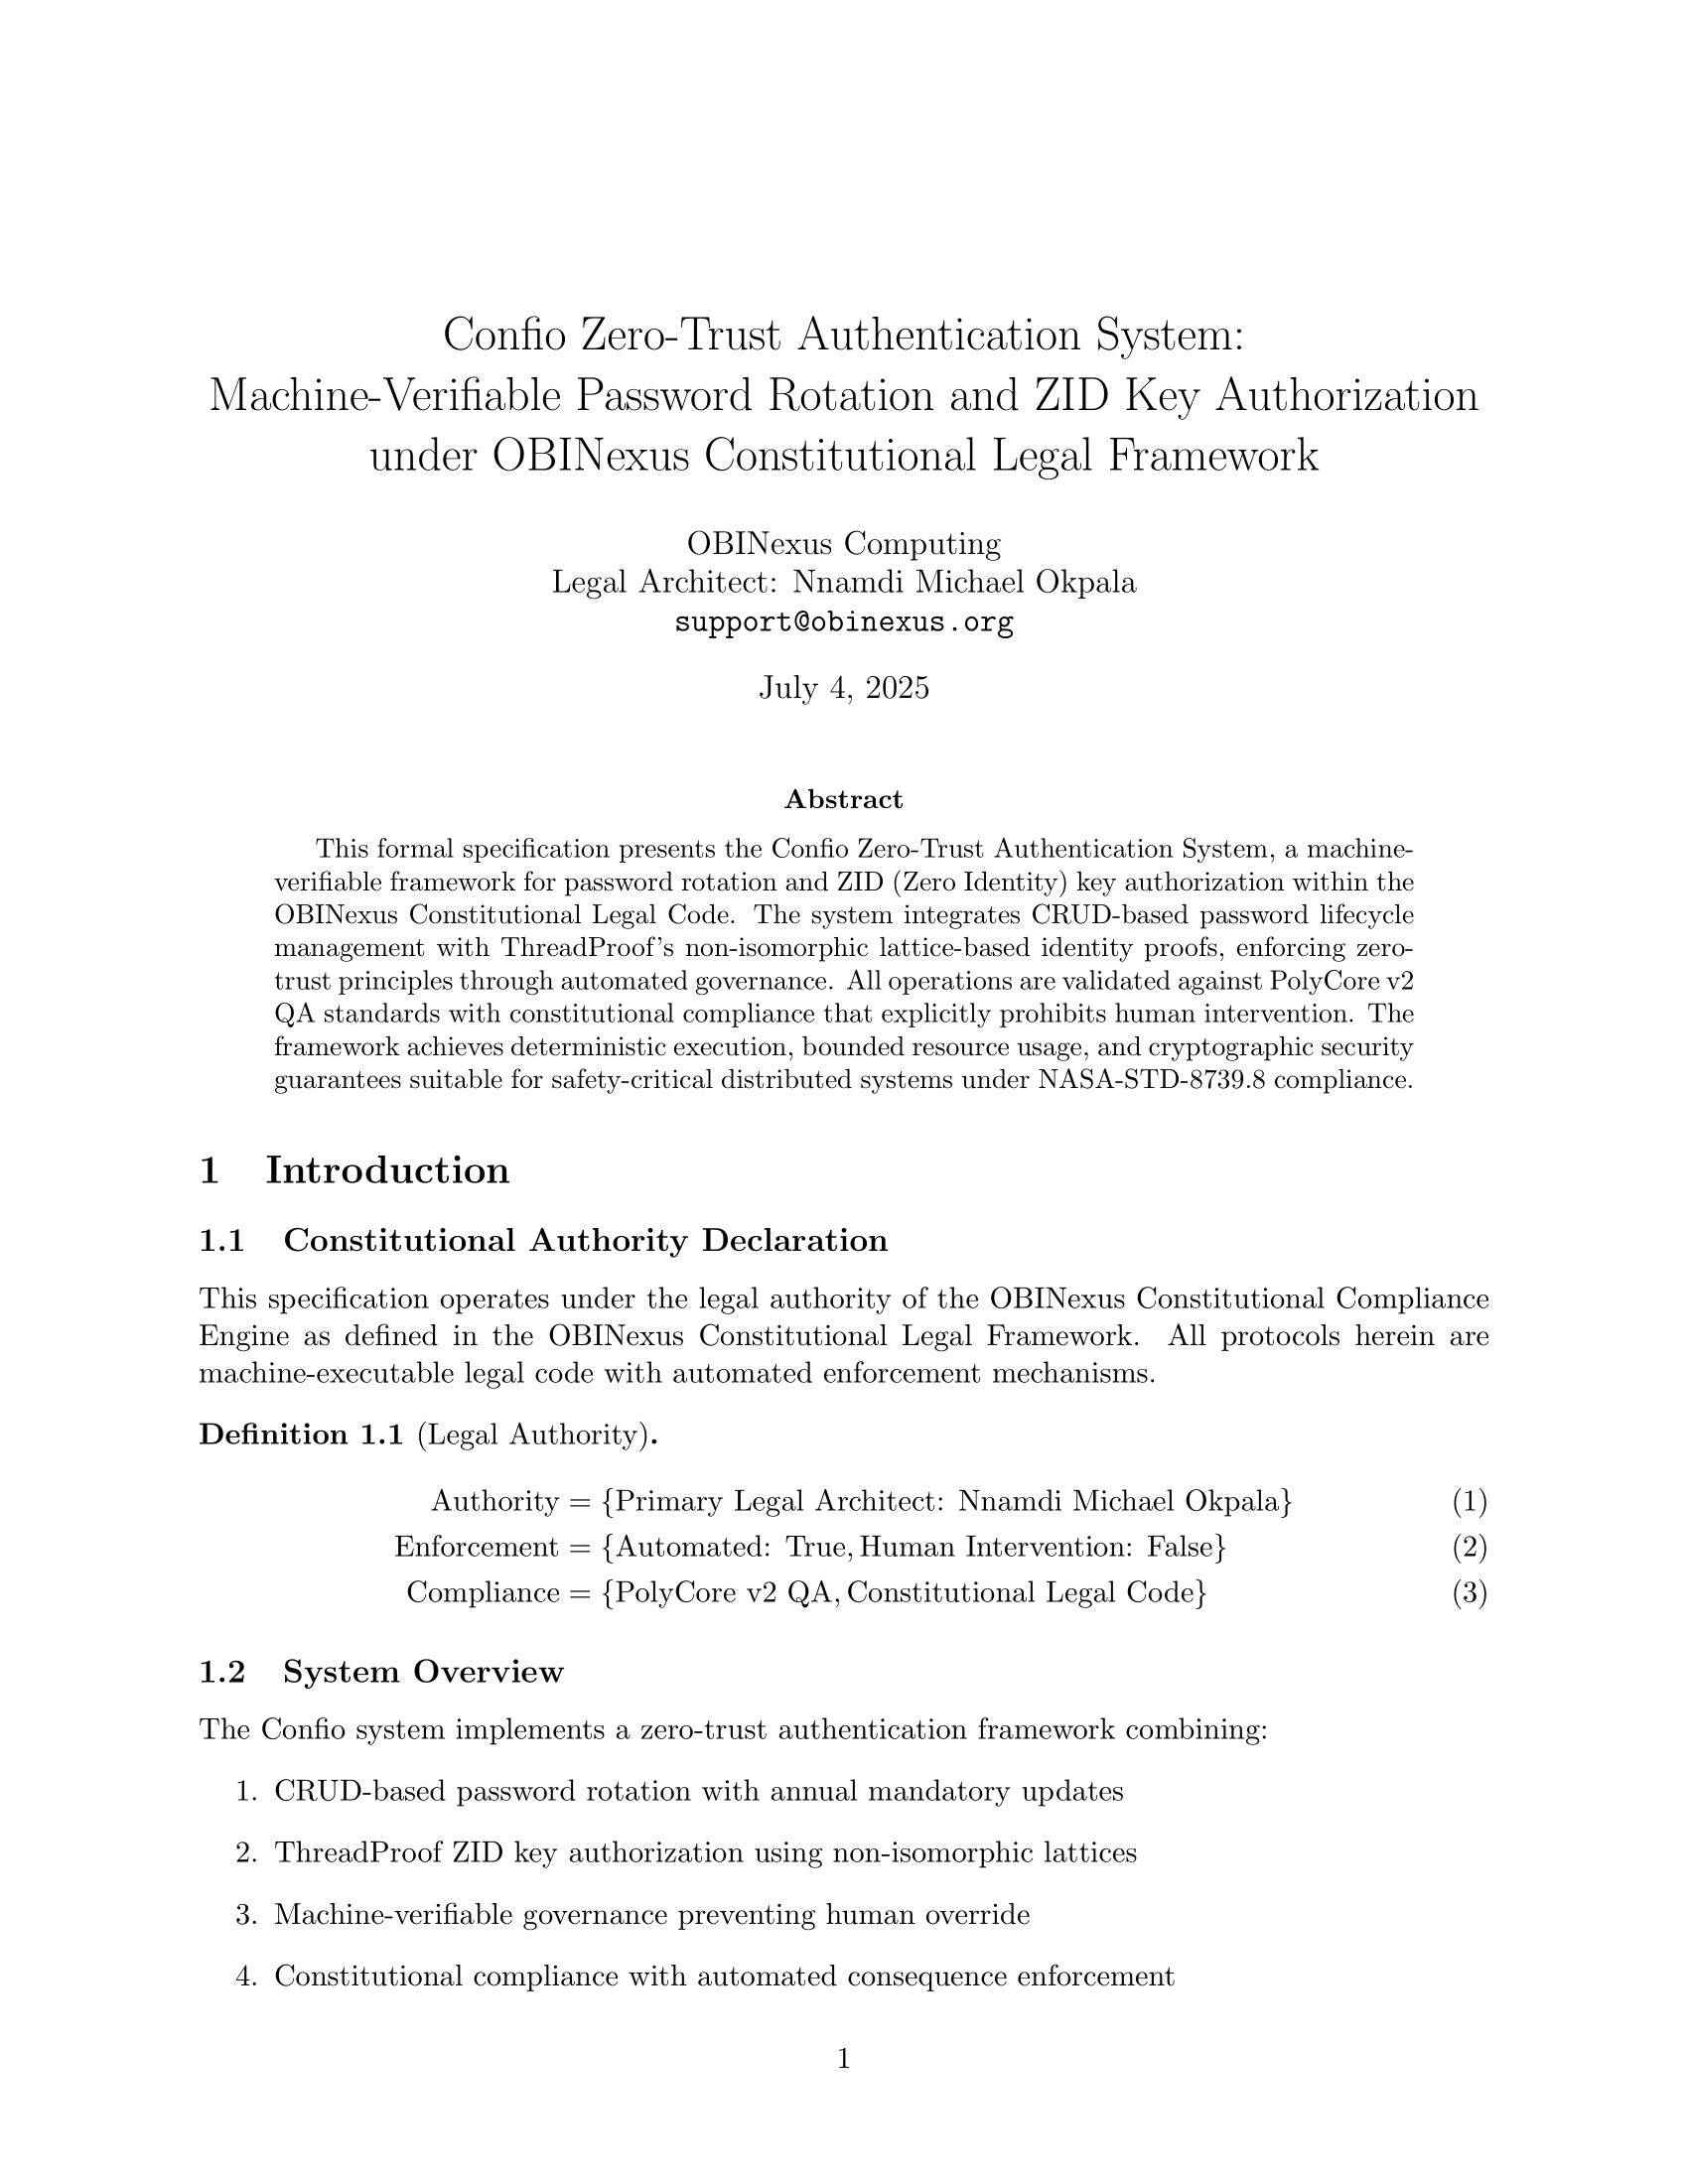 Confio Zero-Trust Authentication System:
Machine-Verifiable Password Rotation and ZID Key Authorization
under OBINexus Constitutional Legal Framework
OBINexus Computing
Legal Architect: Nnamdi Michael Okpala
support@obinexus.org
July 4, 2025
Abstract
This formal specification presents the Confio Zero-Trust Authentication System, a machine-
verifiable framework for password rotation and ZID (Zero Identity) key authorization within the
OBINexus Constitutional Legal Code. The system integrates CRUD-based password lifecycle
management with ThreadProof's non-isomorphic lattice-based identity proofs, enforcing zero-
trust principles through automated governance. All operations are validated against PolyCore v2
QA standards with constitutional compliance that explicitly prohibits human intervention. The
framework achieves deterministic execution, bounded resource usage, and cryptographic security
guarantees suitable for safety-critical distributed systems under NASA-STD-8739.8 compliance.
1 Introduction
1.1 Constitutional Authority Declaration
This specification operates under the legal authority of the OBINexus Constitutional Compliance
Engine as defined in the OBINexus Constitutional Legal Framework. All protocols herein are
machine-executable legal code with automated enforcement mechanisms.
Definition 1.1 (Legal Authority).
Authority = {Primary Legal Architect: Nnamdi Michael Okpala} (1)
Enforcement = {Automated: True, Human Intervention: False} (2)
Compliance = {PolyCore v2 QA, Constitutional Legal Code} (3)
1.2 System Overview
The Confio system implements a zero-trust authentication framework combining:
1. CRUD-based password rotation with annual mandatory updates
2. ThreadProof ZID key authorization using non-isomorphic lattices
3. Machine-verifiable governance preventing human override
4. Constitutional compliance with automated consequence enforcement
1